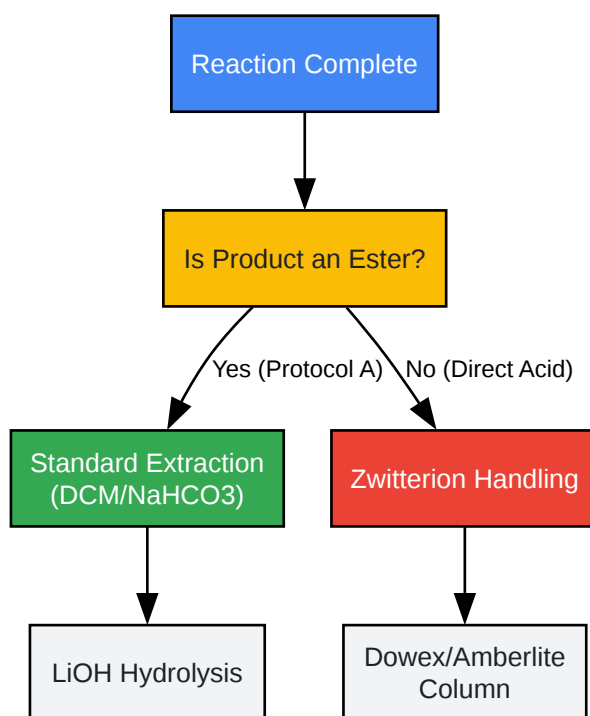 Reaction Complete
Is Product an Ester?
Yes (Protocol A)
No (Direct Acid)
Standard Extraction
(DCM/NaHCO3)
Zwitterion Handling
LiOH Hydrolysis
Dowex/Amberlite
Column